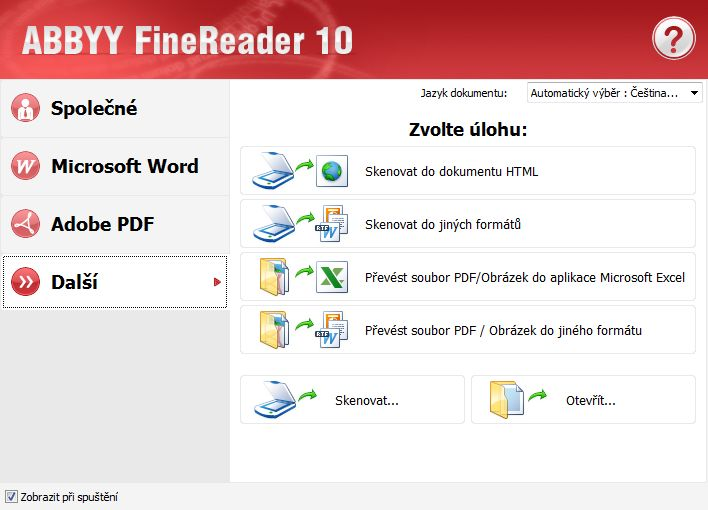 ABBYY FineReader 10
?
Společné
Microsoft Word
Adobe PDF
Další
Jazyk dokumentu:
Automatický výběr : Čeština...
Zvolte úlohu:
Skenovat do dokumentu HTML
Skenovat do jiných formátů
Převést soubor PDF/Obrázek do aplikace Microsoft Excel
Převést soubor PDF / Obrázek do jiného formátu
Skenovat...
Otevřít...
Zobrazit při spuštění